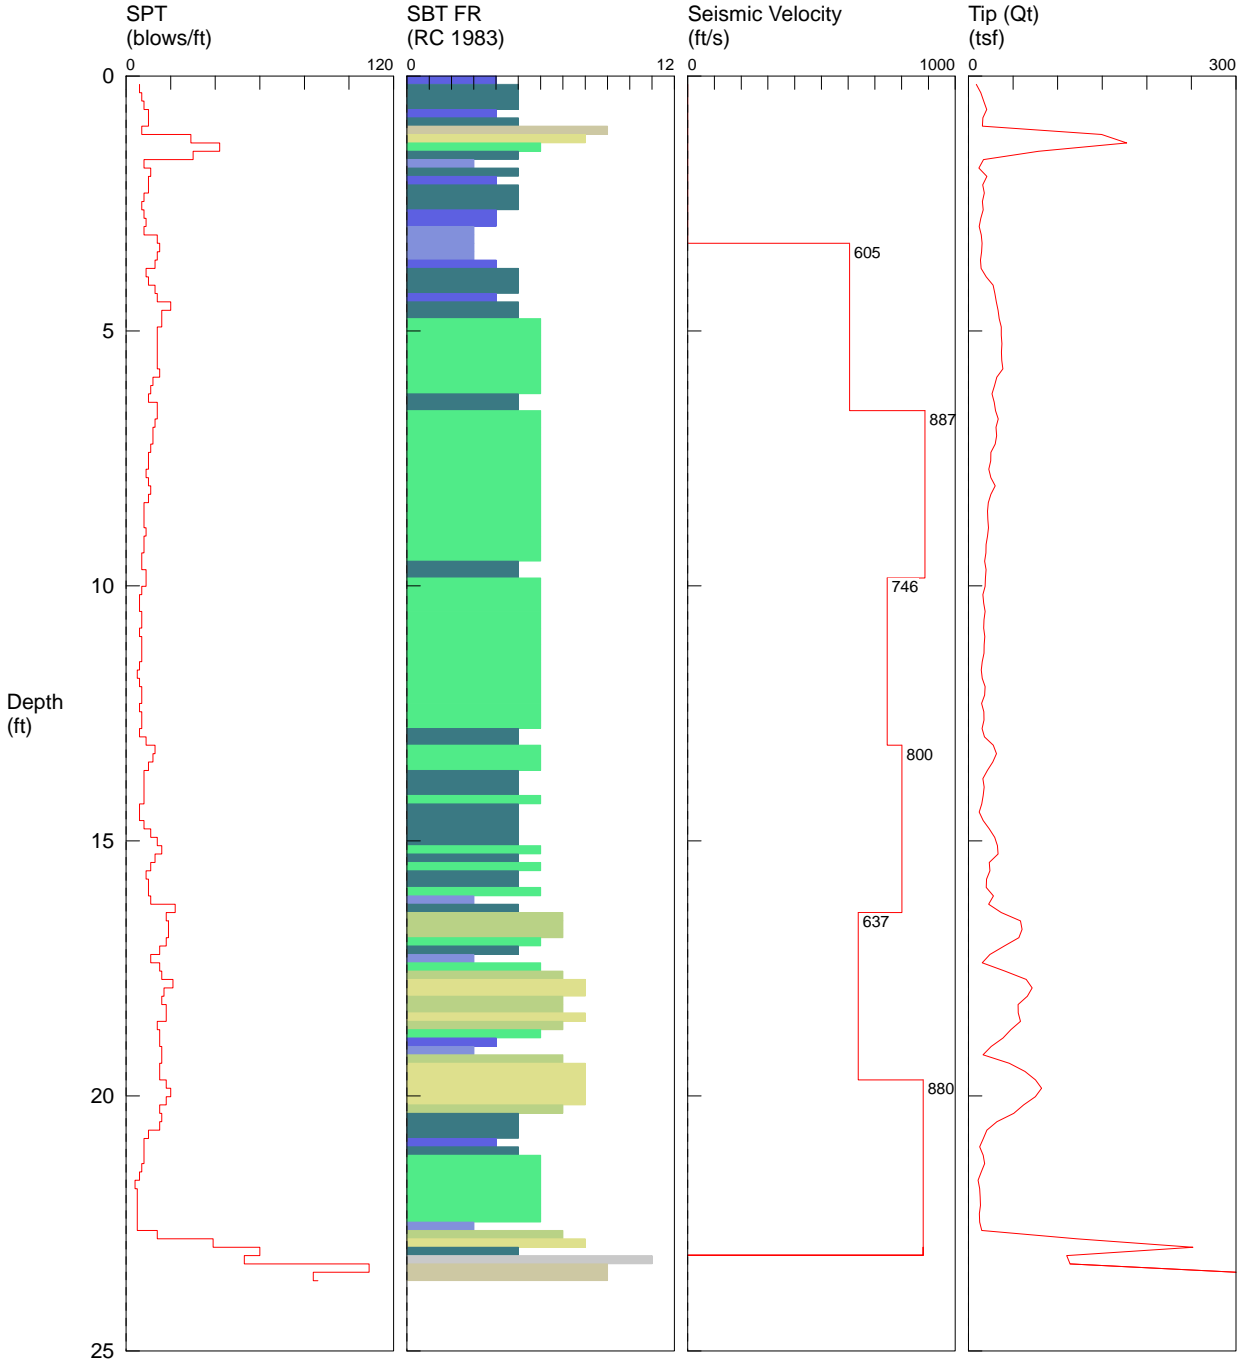 SPT
(blows/ft)
SBT FR
(RC 1983)
Seismic Velocity
(ft/s)
Tip (Qt)
(tsf)
0 120
0 12
0 1000
0 300
0
5
10
15
20
25
Depth
(ft)
605
887
746
800
637
880